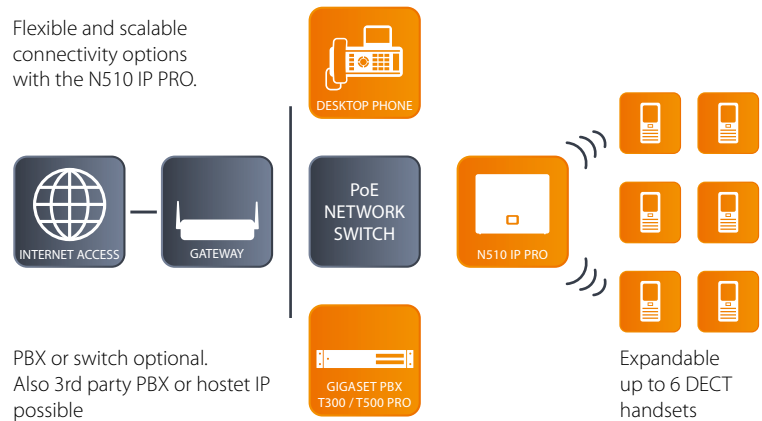 Flexible and scalable
connectivity options
with the N510 IP PRO.
DESKTOP PHONE
INTERNET ACCESS
GATEWAY
PoE
NETWORK
SWITCH
N510 IP PRO
GIGASET PBX
T300 / T500 PRO
PBX or switch optional.
Also 3rd party PBX or hostet IP
possible
Expandable
up to 6 DECT
handsets